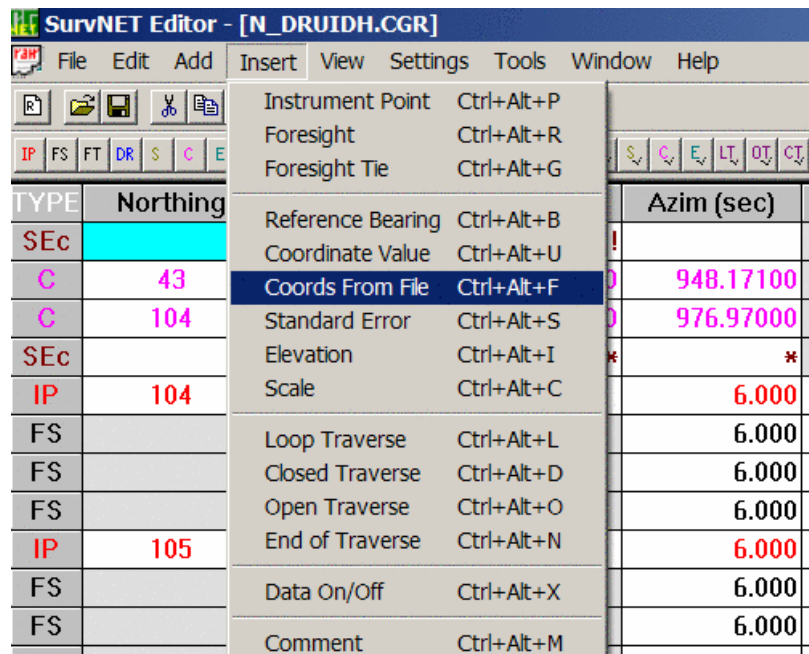 SurvNET Editor - [N_DRUIDH.CGR]
File Edit Add Insert View Settings Tools Window Help
IP FS FT DR S C E S, C, E, LT, OT, CT,
TYPE Northing Azim (sec)
SEc !
C 43 0 948.17100
C 104 0 976.97000
SEc * *
IP 104 6.000
FS 6.000
FS 6.000
FS 6.000
IP 105 6.000
FS 6.000
FS 6.000
Instrument Point Ctrl+Alt+P
Foresight Ctrl+Alt+R
Foresight Tie Ctrl+Alt+G
Reference Bearing Ctrl+Alt+B
Coordinate Value Ctrl+Alt+U
Coords From File Ctrl+Alt+F
Standard Error Ctrl+Alt+S
Elevation Ctrl+Alt+I
Scale Ctrl+Alt+C
Loop Traverse Ctrl+Alt+L
Closed Traverse Ctrl+Alt+D
Open Traverse Ctrl+Alt+O
End of Traverse Ctrl+Alt+N
Data On/Off Ctrl+Alt+X
Comment Ctrl+Alt+M